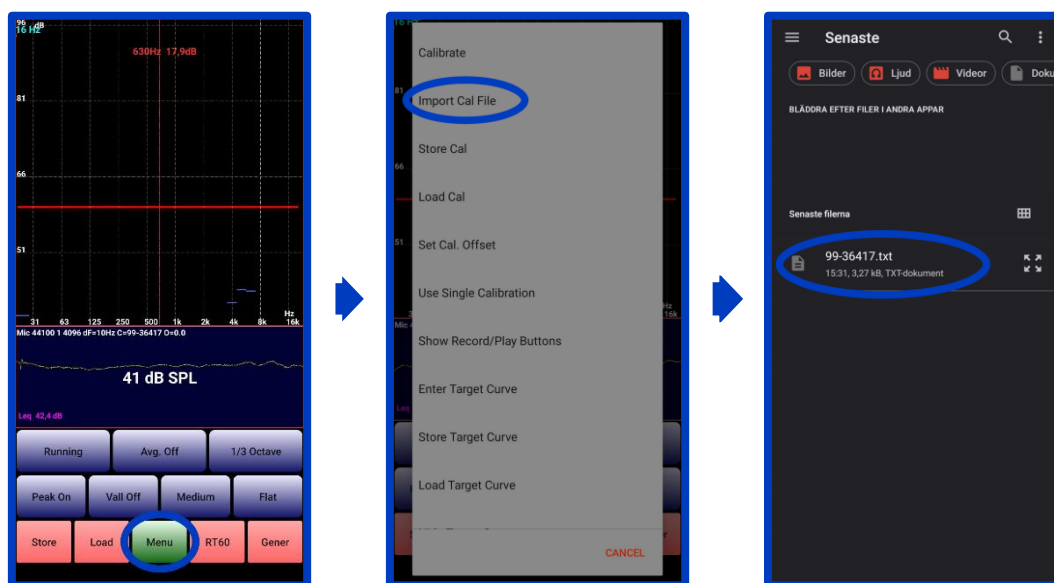 96 dB
16 Hz
630Hz 17,9dB
81
66
51
Hz
31 63 125 250 500 1k 2k 4k 8k 16k
Mic 44100 1 4096 dF=10Hz C=99-36417 O=0.0
41 dB SPL
Leq 42,4 dB
Running Avg. Off 1/3 Octave
Peak On Vall Off Medium Flat
Store Load Menu RT60 Gener
Calibrate
Import Cal File
Store Cal
Load Cal
Set Cal. Offset
Use Single Calibration
Show Record/Play Buttons
Enter Target Curve
Store Target Curve
Load Target Curve
CANCEL
Senaste
Bilder Ljud Videor Doku
BLÄDDRA EFTER FILER I ANDRA APPAR
Senaste filerna
99-36417.txt
15:31, 3,27 kB, TXT-dokument